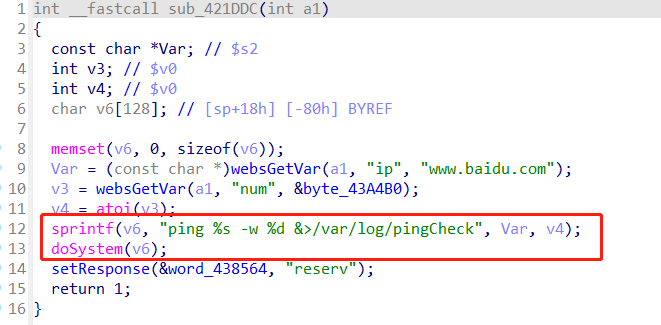 1 int __fastcall sub_421DDC(int a1)
2 {
3 const char *Var; // $s2
4 int v3; // $v0
5 int v4; // $v0
6 char v6[128]; // [sp+18h] [-80h] BYREF
7
8 memset(v6, 0, sizeof(v6));
9 Var = (const char *)websGetVar(a1, "ip", "www.baidu.com");
10 v3 = websGetVar(a1, "num", &byte_43A4B0);
11 v4 = atoi(v3);
12 sprintf(v6, "ping %s -w %d &>/var/log/pingCheck", Var, v4);
13 doSystem(v6);
14 setResponse(&word_438564, "reserv");
15 return 1;
16 }